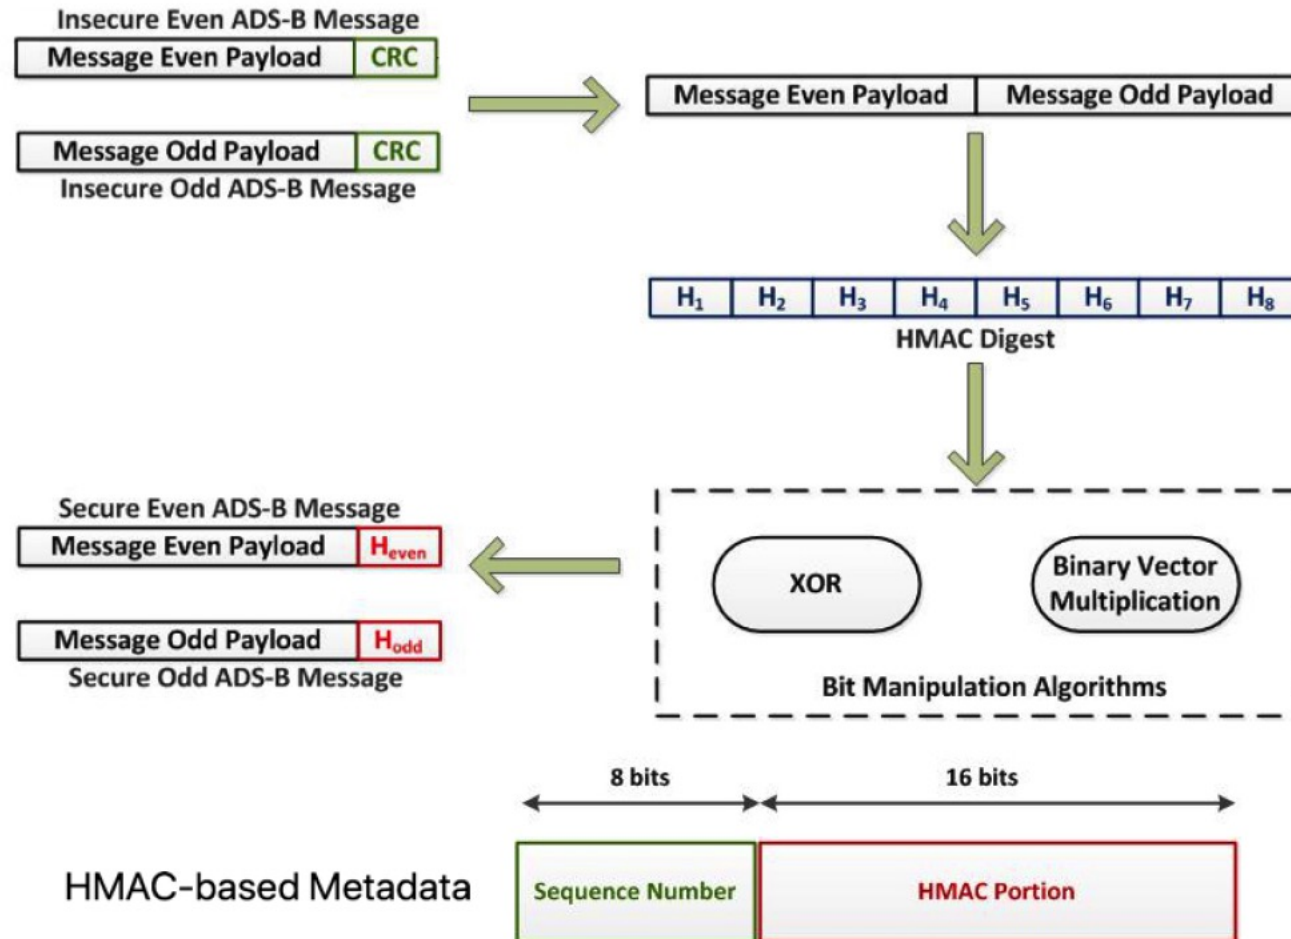 Insecure Even ADS-B Message
Message Even Payload CRC
Message Odd Payload CRC
Insecure Odd ADS-B Message
Message Even Payload Message Odd Payload
H1 H2 H3 H4 H5 H6 H7 H8
HMAC Digest
Secure Even ADS-B Message
Message Even Payload Heven
Message Odd Payload Hodd
Secure Odd ADS-B Message
XOR
Binary Vector
Multiplication
Bit Manipulation Algorithms
8 bits 16 bits
HMAC-based Metadata Sequence Number HMAC Portion